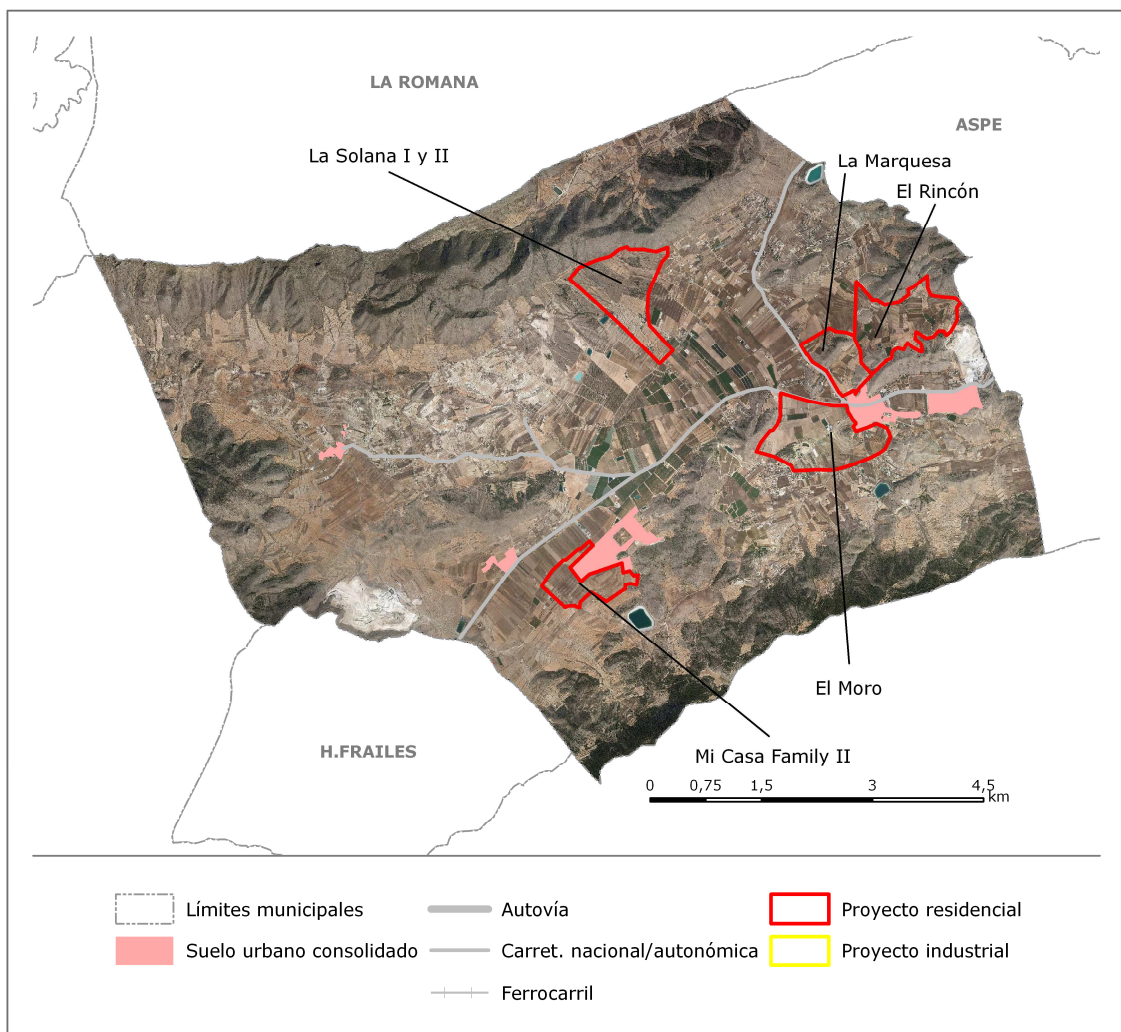 LA ROMANA
ASPE
La Solana I y II
La Marquesa
El Rincón
El Moro
H.FRAILES
Mi Casa Family II
0 0,75 1,5 3 4,5
km
Límites municipales
Autovía
Proyecto residencial
Suelo urbano consolidado
Carret. nacional/autonómica
Proyecto industrial
Ferrocarril